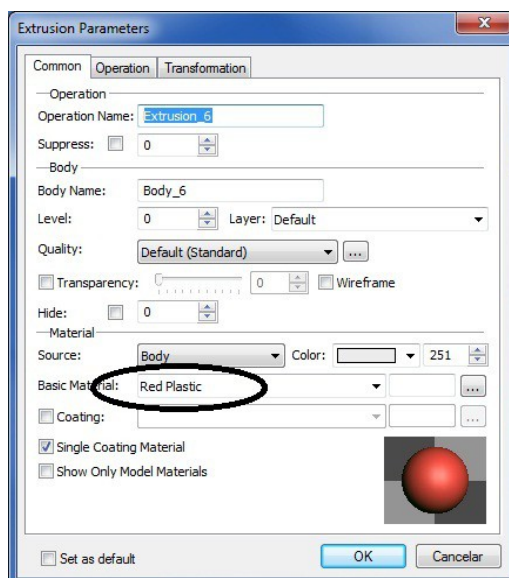 Extrusion Parameters
Common Operation Transformation
Operation
Operation Name: Extrusion_6
Suppress: 0
Body
Body Name: Body_6
Level: 0 Layer: Default
Quality: Default (Standard) ...
Transparency: 0 Wireframe
Hide: 0
Material
Source: Body Color: 251
Basic Material: Red Plastic ...
Coating: ...
Single Coating Material
Show Only Model Materials
Set as default OK Cancelar